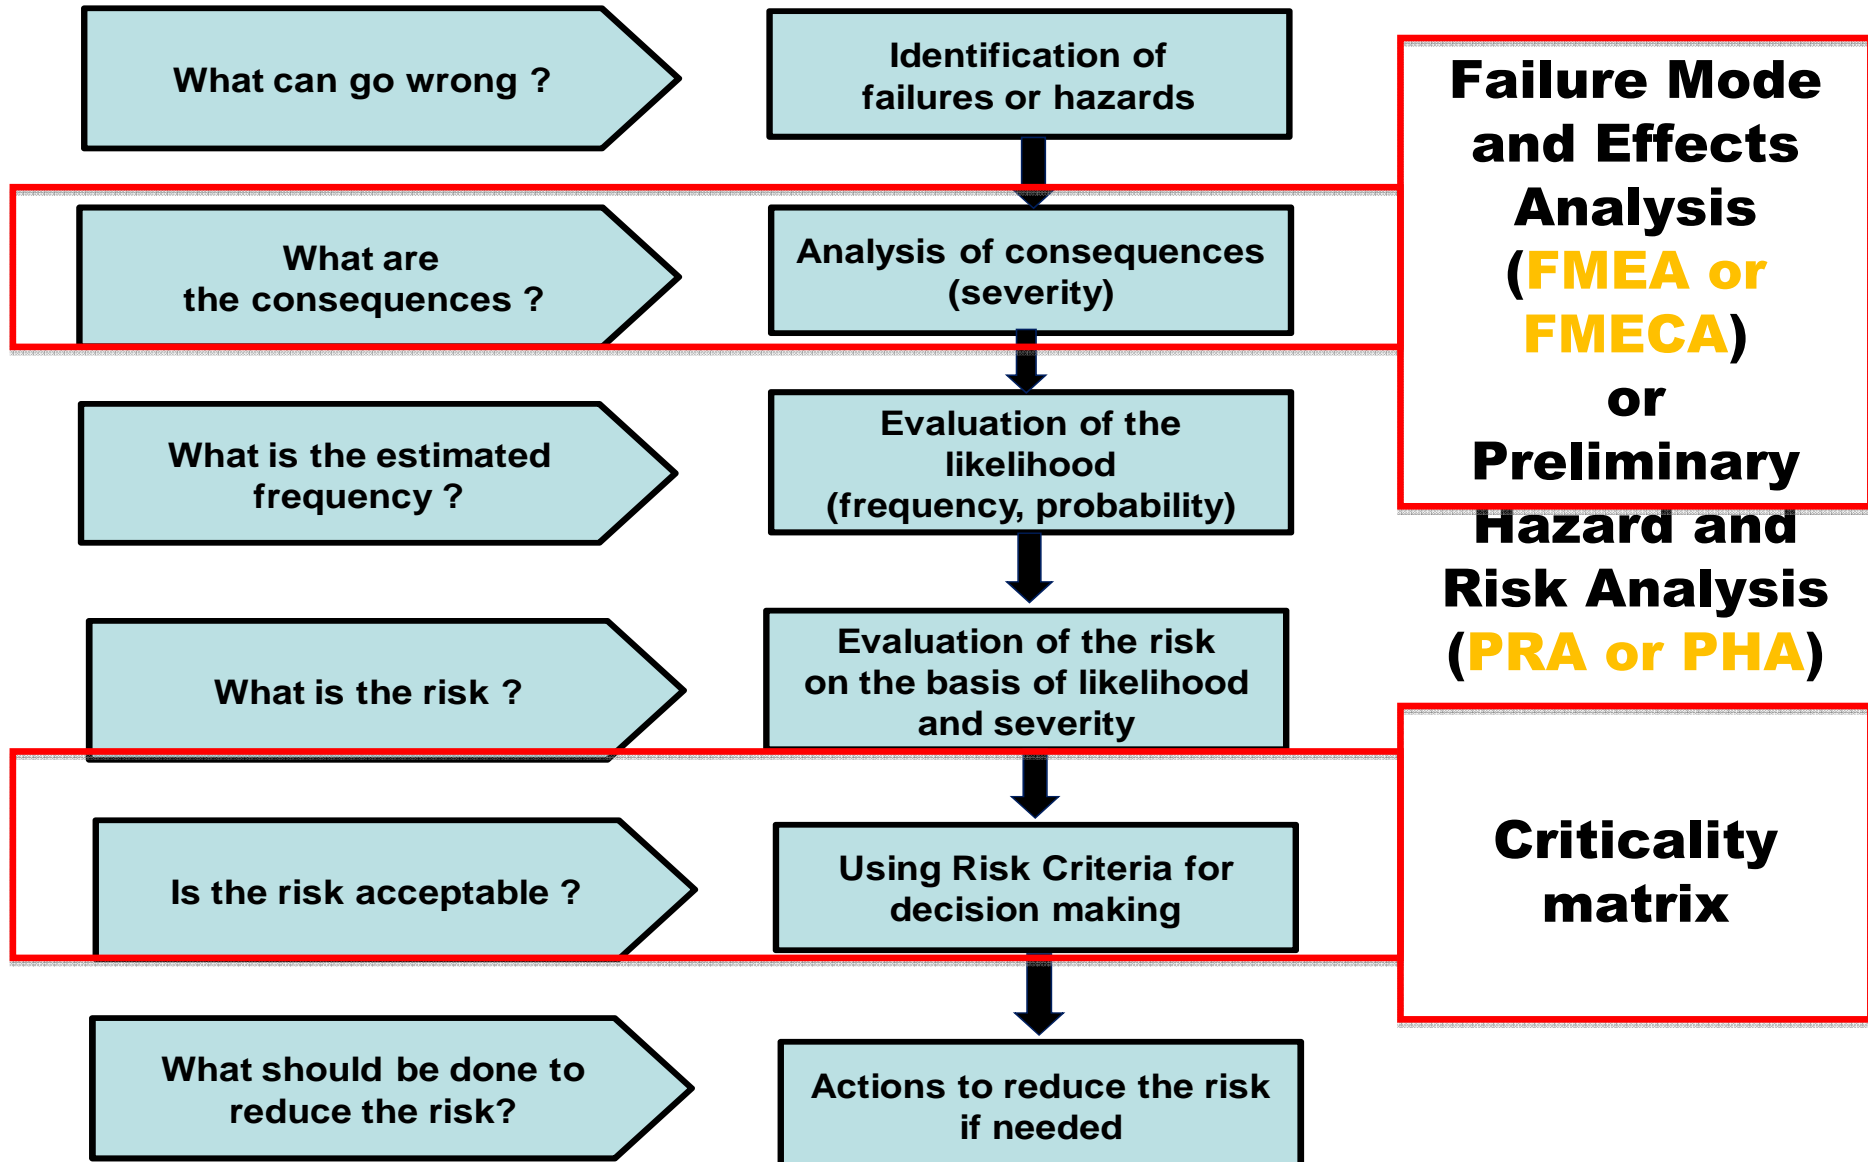 What can go wrong ?
Identification of
failures or hazards
What are
the consequences ?
Analysis of consequences
(severity)
What is the estimated
frequency ?
Evaluation of the
likelihood
(frequency, probability)
What is the risk ?
Evaluation of the risk
on the basis of likelihood
and severity
Is the risk acceptable ?
Using Risk Criteria for
decision making
What should be done to
reduce the risk?
Actions to reduce the risk
if needed
Failure Mode
and Effects
Analysis
(FMEA or
FMECA)
or
Preliminary
Hazard and
Risk Analysis
(PRA or PHA)
Criticality
matrix